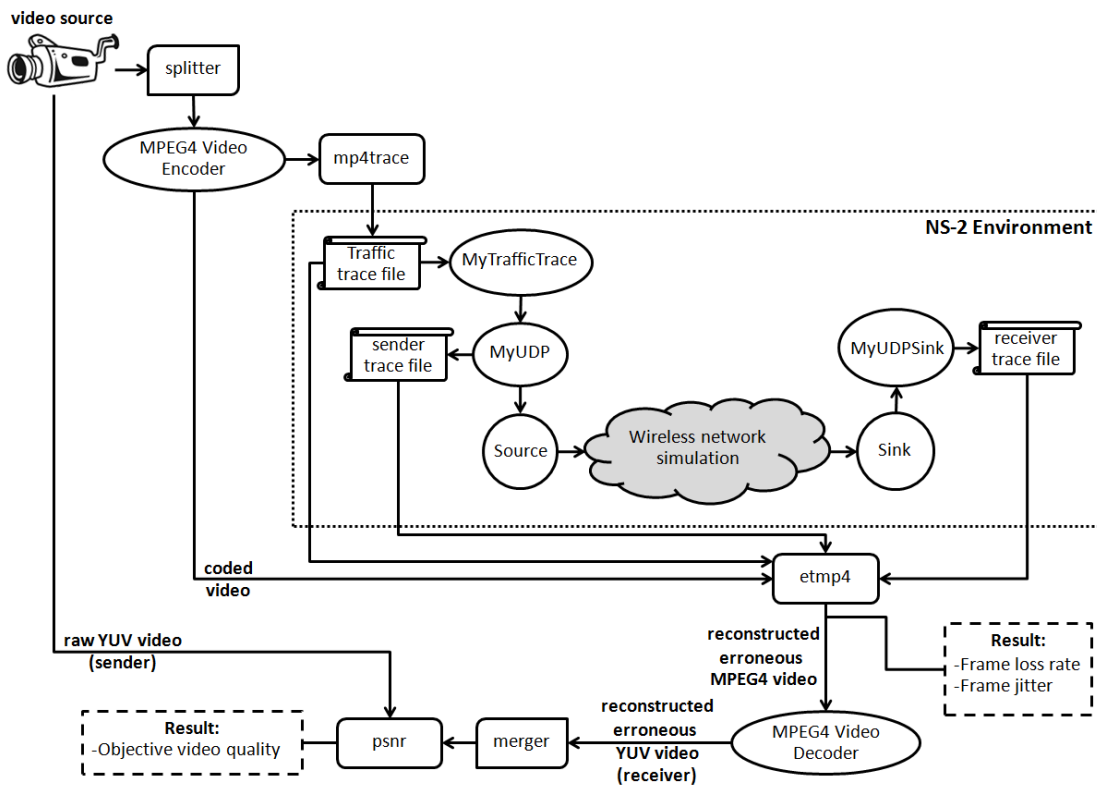 video source
splitter
MPEG4 Video
Encoder
mp4trace
NS-2 Environment
Traffic
trace file
MyTrafficTrace
sender
trace file
MyUDP
MyUDPSink
receiver
trace file
Source
Wireless network
simulation
Sink
coded
video
etmp4
raw YUV video
(sender)
reconstructed
erroneous
MPEG4 video
Result:
-Frame loss rate
-Frame jitter
Result:
-Objective video quality
psnr
merger
reconstructed
erroneous
YUV video
(receiver)
MPEG4 Video
Decoder